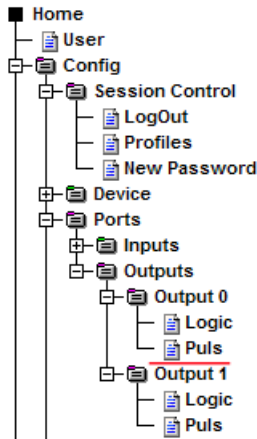 Home
User
Config
Session Control
LogOut
Profiles
New Password
Device
Ports
Inputs
Outputs
Output 0
Logic
Puls
Output 1
Logic
Puls